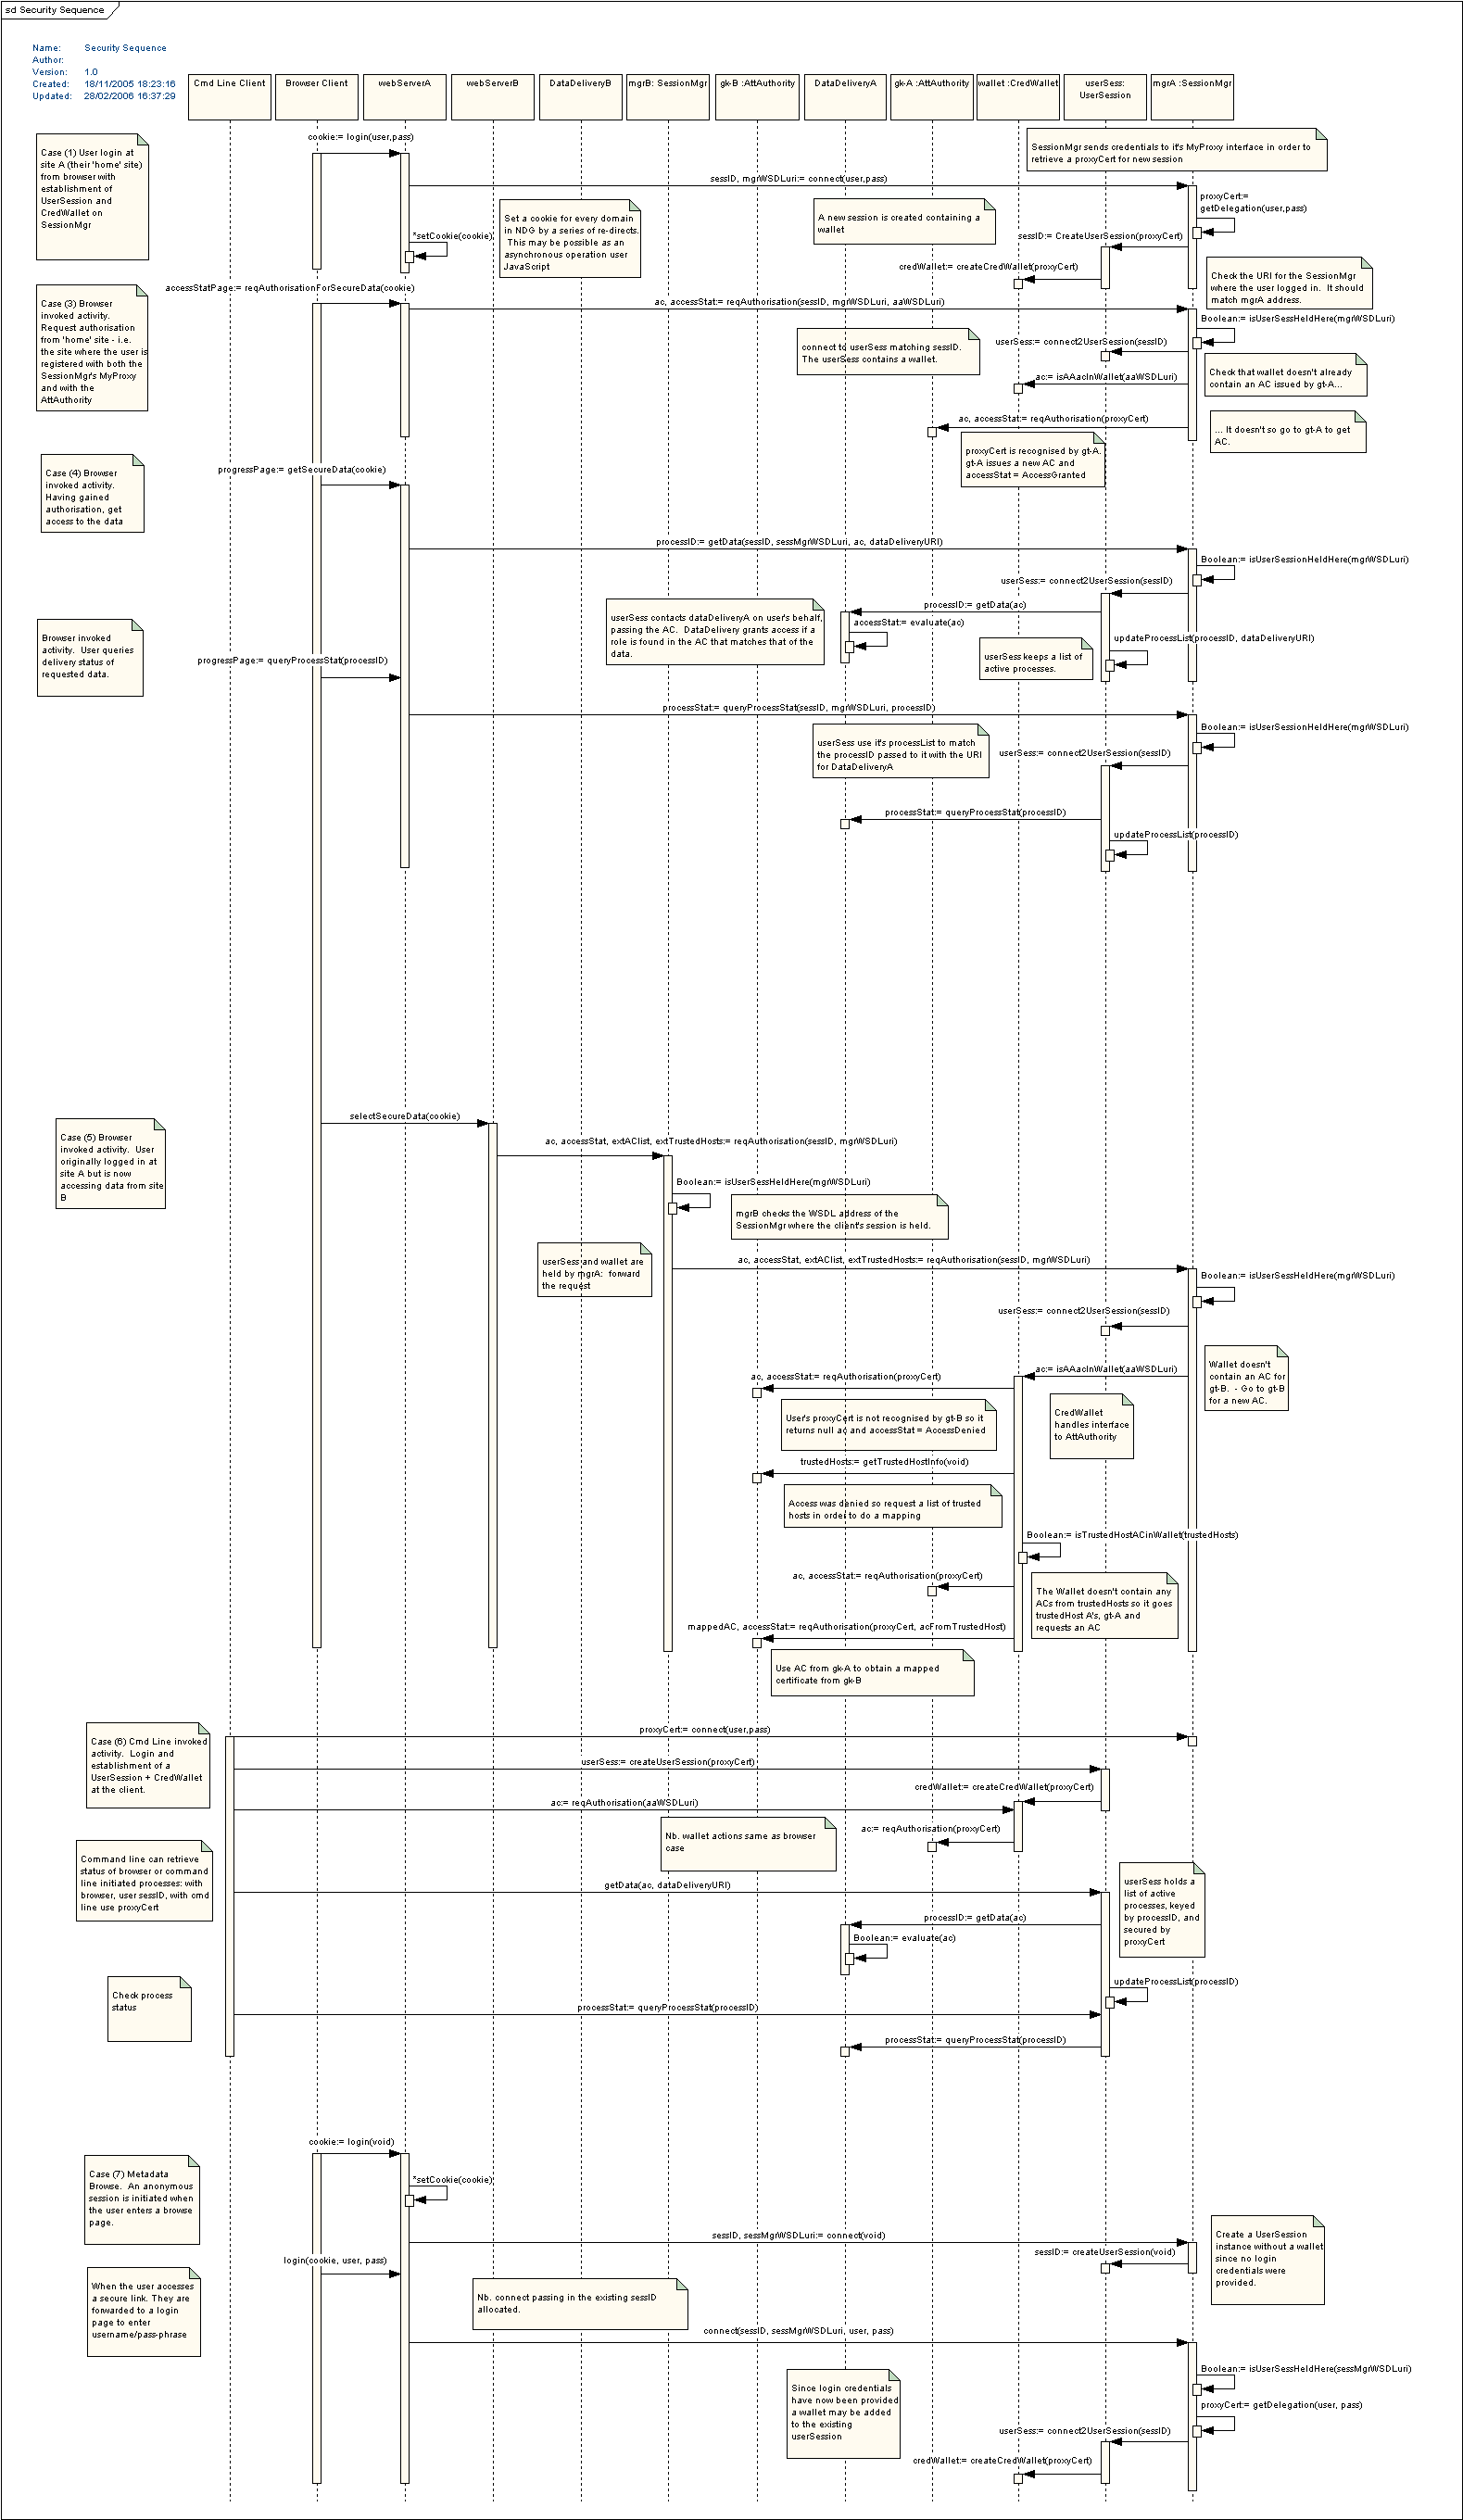 sd Security Sequence
Name: Security Sequence
Author:
Version: 1.0
Created: 18/11/2005 18:23:16
Updated: 28/02/2006 16:37:29
Cmd Line Client
Browser Client
webServerA
webServerB
DataDeliveryB
mgrB: SessionMgr
gk-B :AttAuthority
DataDeliveryA
gk-A :AttAuthority
wallet :CredWallet
userSess:
UserSession
mgrA :SessionMgr
Case (1) User login at
site A (their 'home' site)
from browser with
establishment of
UserSession and
CredWallet on
SessionMgr
cookie:= login(user,pass)
SessionMgr sends credentials to it's MyProxy interface in order to
retrieve a proxyCert for new session
sessID, mgrWSDLuri:= connect(user,pass)
proxyCert:=
getDelegation(user,pass)
Set a cookie for every domain
in NDG by a series of re-directs.
This may be possible as an
asynchronous operation user
JavaScript
A new session is created containing a
wallet
*setCookie(cookie)
sessID:= CreateUserSession(proxyCert)
credWallet:= createCredWallet(proxyCert)
Check the URI for the SessionMgr
where the user logged in. It should
match mgrA address.
accessStatPage:= reqAuthorisationForSecureData(cookie)
Case (3) Browser
invoked activity.
Request authorisation
from 'home' site - i.e.
the site where the user is
registered with both the
SessionMgr's MyProxy
and with the
AttAuthority
ac, accessStat:= reqAuthorisation(sessID, mgrWSDLuri, aaWSDLuri)
Boolean:= isUserSessHeldHere(mgrWSDLuri)
connect to userSess matching sessID.
The userSess contains a wallet.
userSess:= connect2UserSession(sessID)
Check that wallet doesn't already
contain an AC issued by gt-A...
ac:= isAAacInWallet(aaWSDLuri)
ac, accessStat:= reqAuthorisation(proxyCert)
... It doesn't so go to gt-A to get
AC.
proxyCert is recognised by gt-A.
gt-A issues a new AC and
accessStat = AccessGranted
Case (4) Browser
invoked activity.
Having gained
authorisation, get
access to the data
progressPage:= getSecureData(cookie)
processID:= getData(sessID, sessMgrWSDLuri, ac, dataDeliveryURI)
Boolean:= isUserSessionHeldHere(mgrWSDLuri)
userSess:= connect2UserSession(sessID)
processID:= getData(ac)
userSess contacts dataDeliveryA on user's behalf,
passing the AC. DataDelivery grants access if a
role is found in the AC that matches that of the
data.
accessStat:= evaluate(ac)
Browser invoked
activity. User queries
delivery status of
requested data.
updateProcessList(processID, dataDeliveryURI)
userSess keeps a list of
active processes.
progressPage:= queryProcessStat(processID)
processStat:= queryProcessStat(sessID, mgrWSDLuri, processID)
Boolean:= isUserSessionHeldHere(mgrWSDLuri)
userSess use it's processList to match
the processID passed to it with the URI
for DataDeliveryA
userSess:= connect2UserSession(sessID)
processStat:= queryProcessStat(processID)
updateProcessList(processID)
Case (5) Browser
invoked activity. User
originally logged in at
site A but is now
accessing data from site
B
selectSecureData(cookie)
ac, accessStat, extAClist, extTrustedHosts:= reqAuthorisation(sessID, mgrWSDLuri)
Boolean:= isUserSessHeldHere(mgrWSDLuri)
mgrB checks the WSDL address of the
SessionMgr where the client's session is held.
userSess and wallet are
held by mgrA: forward
the request
ac, accessStat, extAClist, extTrustedHosts:= reqAuthorisation(sessID, mgrWSDLuri)
Boolean:= isUserSessHeldHere(mgrWSDLuri)
userSess:= connect2UserSession(sessID)
Wallet doesn't
contain an AC for
gt-B. - Go to gt-B
for a new AC.
ac:= isAAacInWallet(aaWSDLuri)
ac, accessStat:= reqAuthorisation(proxyCert)
User's proxyCert is not recognised by gt-B so it
returns null ac and accessStat = AccessDenied
CredWallet
handles interface
to AttAuthority
trustedHosts:= getTrustedHostInfo(void)
Access was denied so request a list of trusted
hosts in order to do a mapping
Boolean:= isTrustedHostACinWallet(trustedHosts)
ac, accessStat:= reqAuthorisation(proxyCert)
The Wallet doesn't contain any
ACs from trustedHosts so it goes
trustedHost A's, gt-A and
requests an AC
mappedAC, accessStat:= reqAuthorisation(proxyCert, acFromTrustedHost)
Use AC from gk-A to obtain a mapped
certificate from gk-B
Case (6) Cmd Line invoked
activity. Login and
establishment of a
UserSession + CredWallet
at the client.
proxyCert:= connect(user,pass)
userSess:= createUserSession(proxyCert)
credWallet:= createCredWallet(proxyCert)
ac:= reqAuthorisation(aaWSDLuri)
Nb. wallet actions same as browser
case
ac:= reqAuthorisation(proxyCert)
Command line can retrieve
status of browser or command
line initiated processes: with
browser, user sessID, with cmd
line use proxyCert
getData(ac, dataDeliveryURI)
userSess holds a
list of active
processes, keyed
by processID, and
secured by
proxyCert
processID:= getData(ac)
Boolean:= evaluate(ac)
updateProcessList(processID)
Check process
status
processStat:= queryProcessStat(processID)
processStat:= queryProcessStat(processID)
cookie:= login(void)
Case (7) Metadata
Browse. An anonymous
session is initiated when
the user enters a browse
page.
*setCookie(cookie)
sessID, sessMgrWSDLuri:= connect(void)
Create a UserSession
instance without a wallet
since no login
credentials were
provided.
sessID:= createUserSession(void)
login(cookie, user, pass)
When the user accesses
a secure link. They are
forwarded to a login
page to enter
username/pass-phrase
Nb. connect passing in the existing sessID
allocated.
connect(sessID, sessMgrWSDLuri, user, pass)
Boolean:= isUserSessHeldHere(sessMgrWSDLuri)
Since login credentials
have now been provided
a wallet may be added
to the existing
userSession
proxyCert:= getDelegation(user, pass)
userSess:= connect2UserSession(sessID)
credWallet:= createCredWallet(proxyCert)